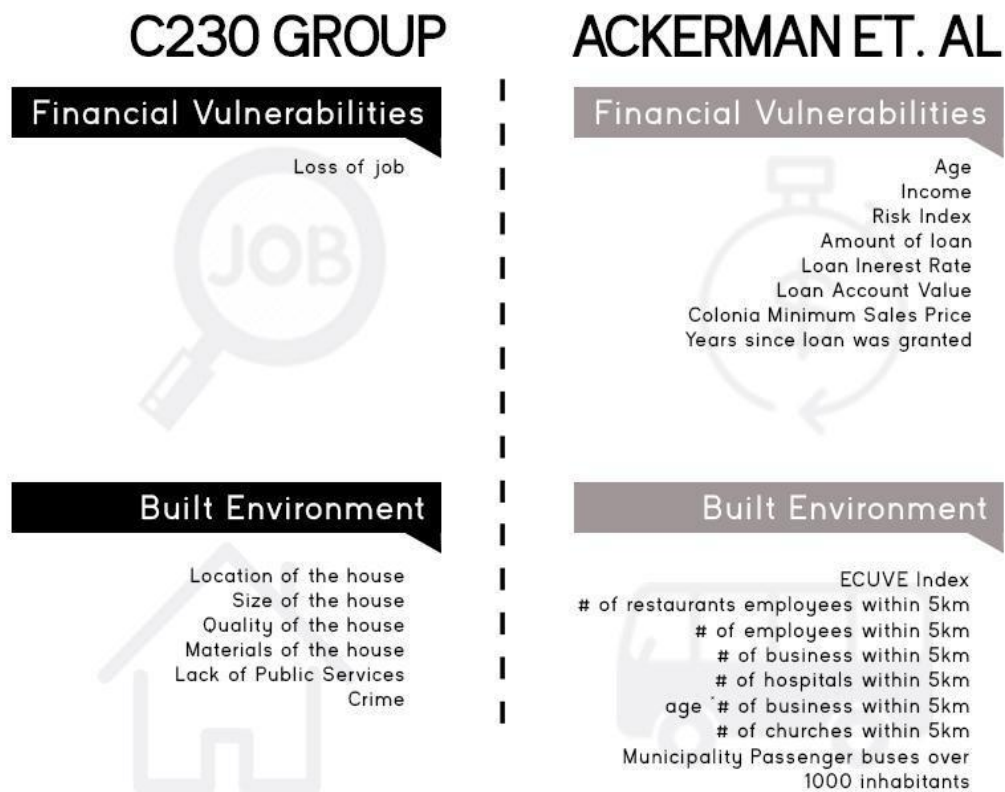 C230 GROUP
Financial Vulnerabilities
Loss of job
JOB
Built Environment
Location of the house
Size of the house
Quality of the house
Materials of the house
Lack of Public Services
Crime
ACKERMAN ET. AL
Financial Vulnerabilities
Age
Income
Risk Index
Amount of loan
Loan Inerest Rate
Loan Account Value
Colonia Minimum Sales Price
Years since loan was granted
Built Environment
ECUVE Index
# of restaurants employees within 5km
# of employees within 5km
# of business within 5km
# of hospitals within 5km
age *# of business within 5km
# of churches within 5km
Municipality Passenger buses over
1000 inhabitants